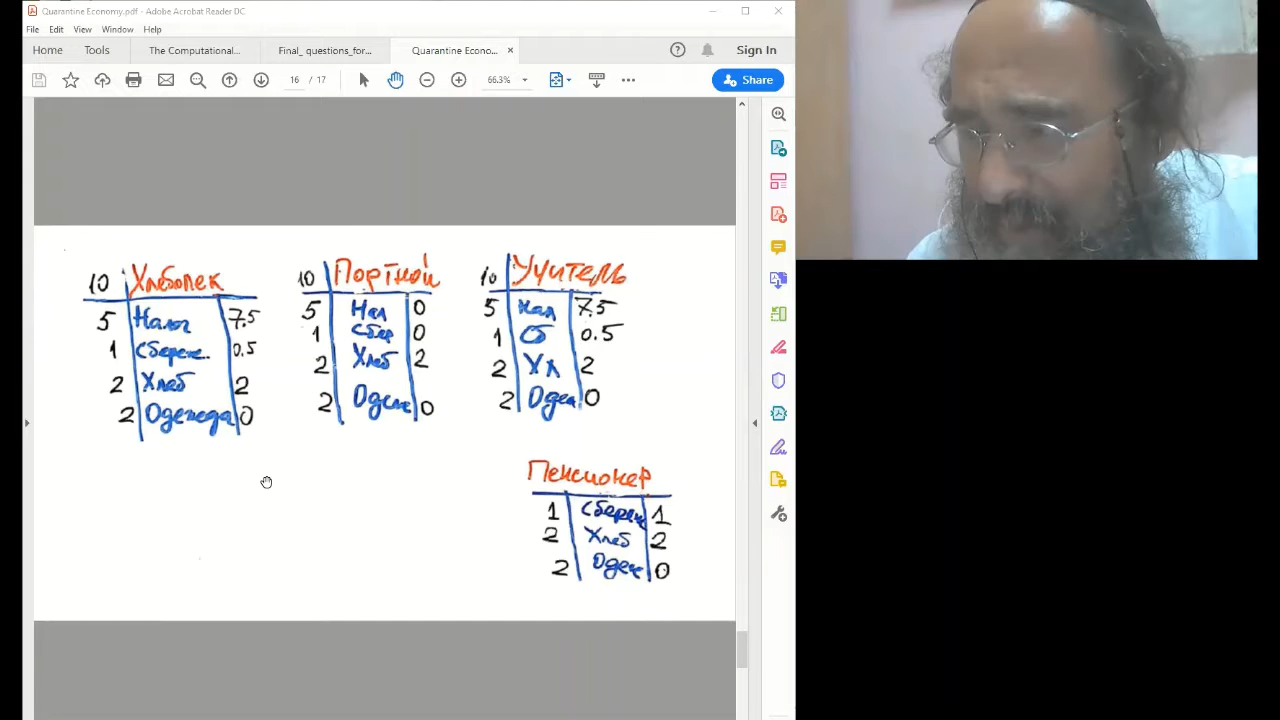 Quarantine Economy.pdf - Adobe Acrobat Reader DC
File Edit View Window Help
Home Tools The Computational... Final_ questions_for... Quarantine Econo... × Sign In
16 / 17 66.3% Share
10 Хлебопек
5 Налог 7.5
1 Сбереж. 0.5
2 Хлеб 2
2 Одежда 0
10 Портной
5 Нал 0
1 Сбер 0
2 Хлеб 2
2 Одеж 0
10 Учитель
5 Нал 7.5
1 Сб 0.5
2 Хл 2
2 Одеж 0
Пенсионер
1 Сбереж 1
2 Хлеб 2
2 Одеж 0